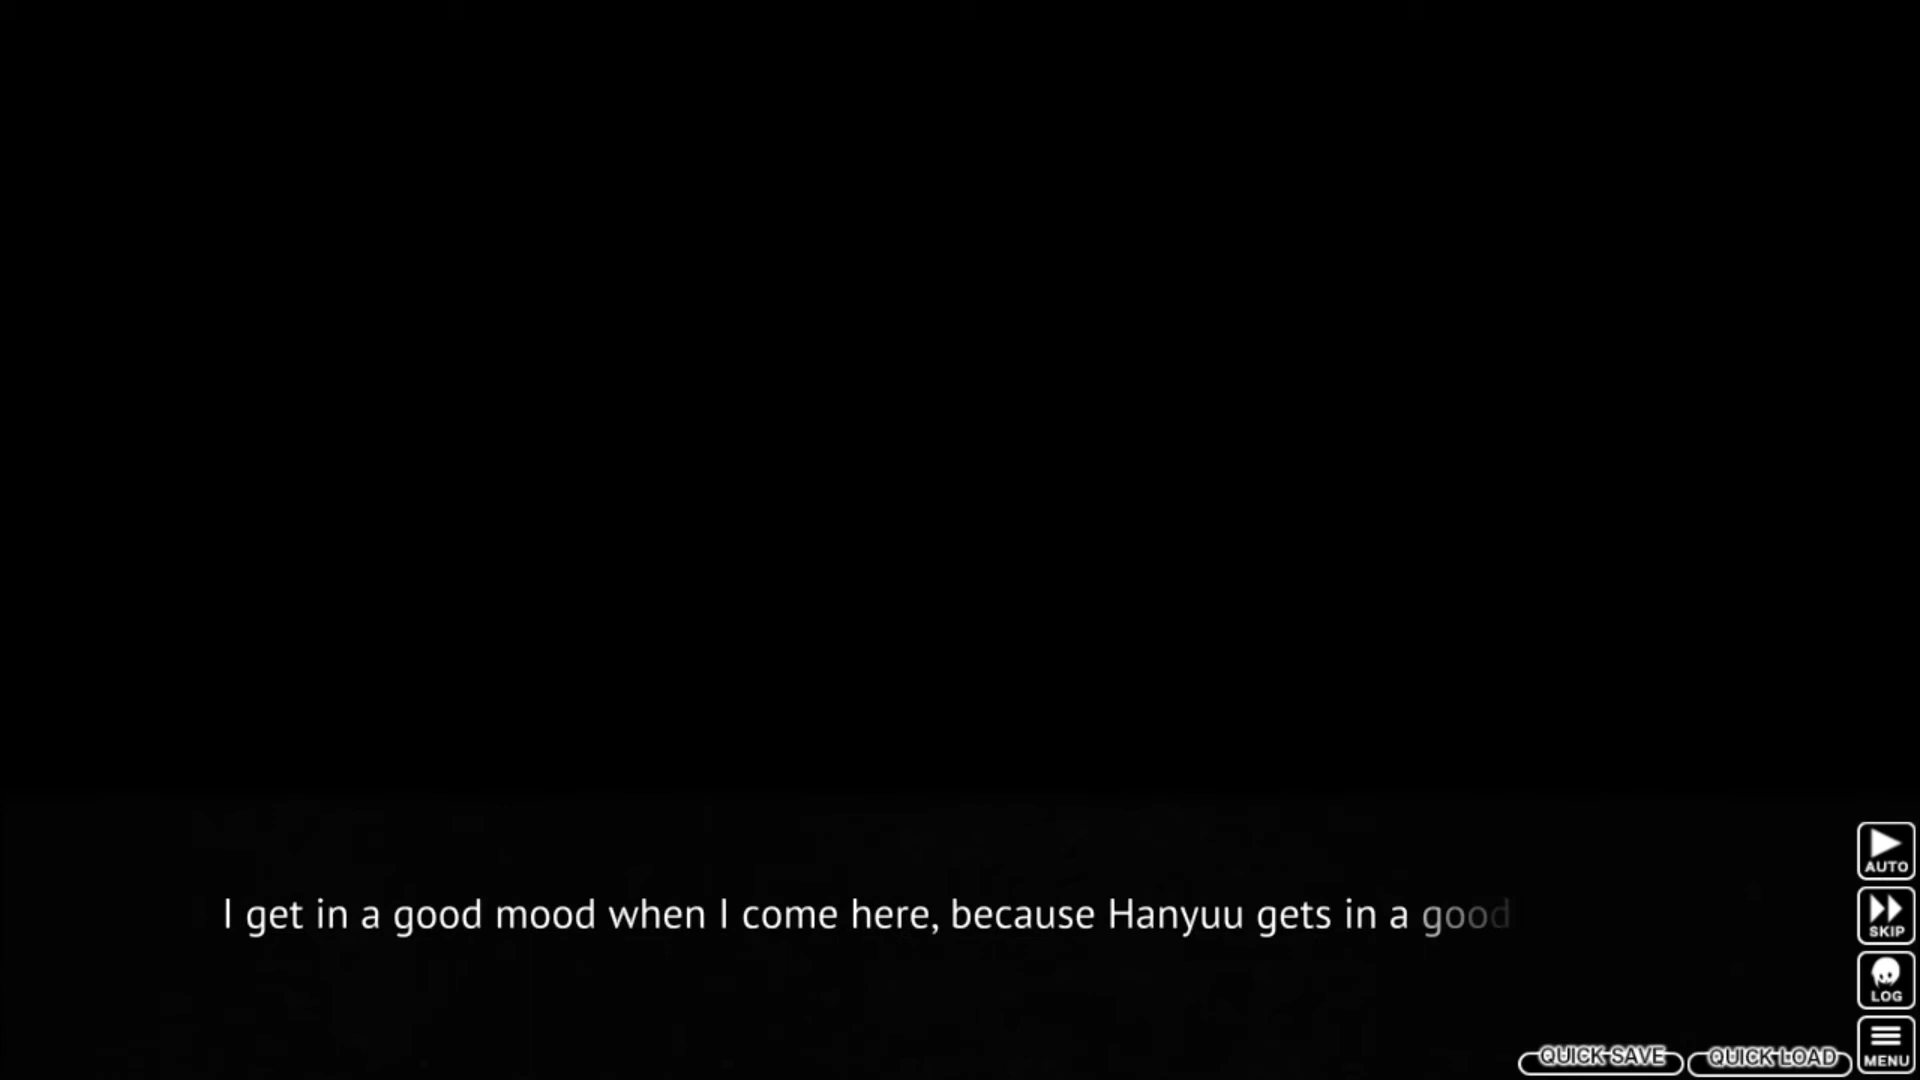 I get in a good mood when I come here, because Hanyuu gets in a good
AUTO
SKIP
LOG
MENU
QUICK SAVE QUICK LOAD